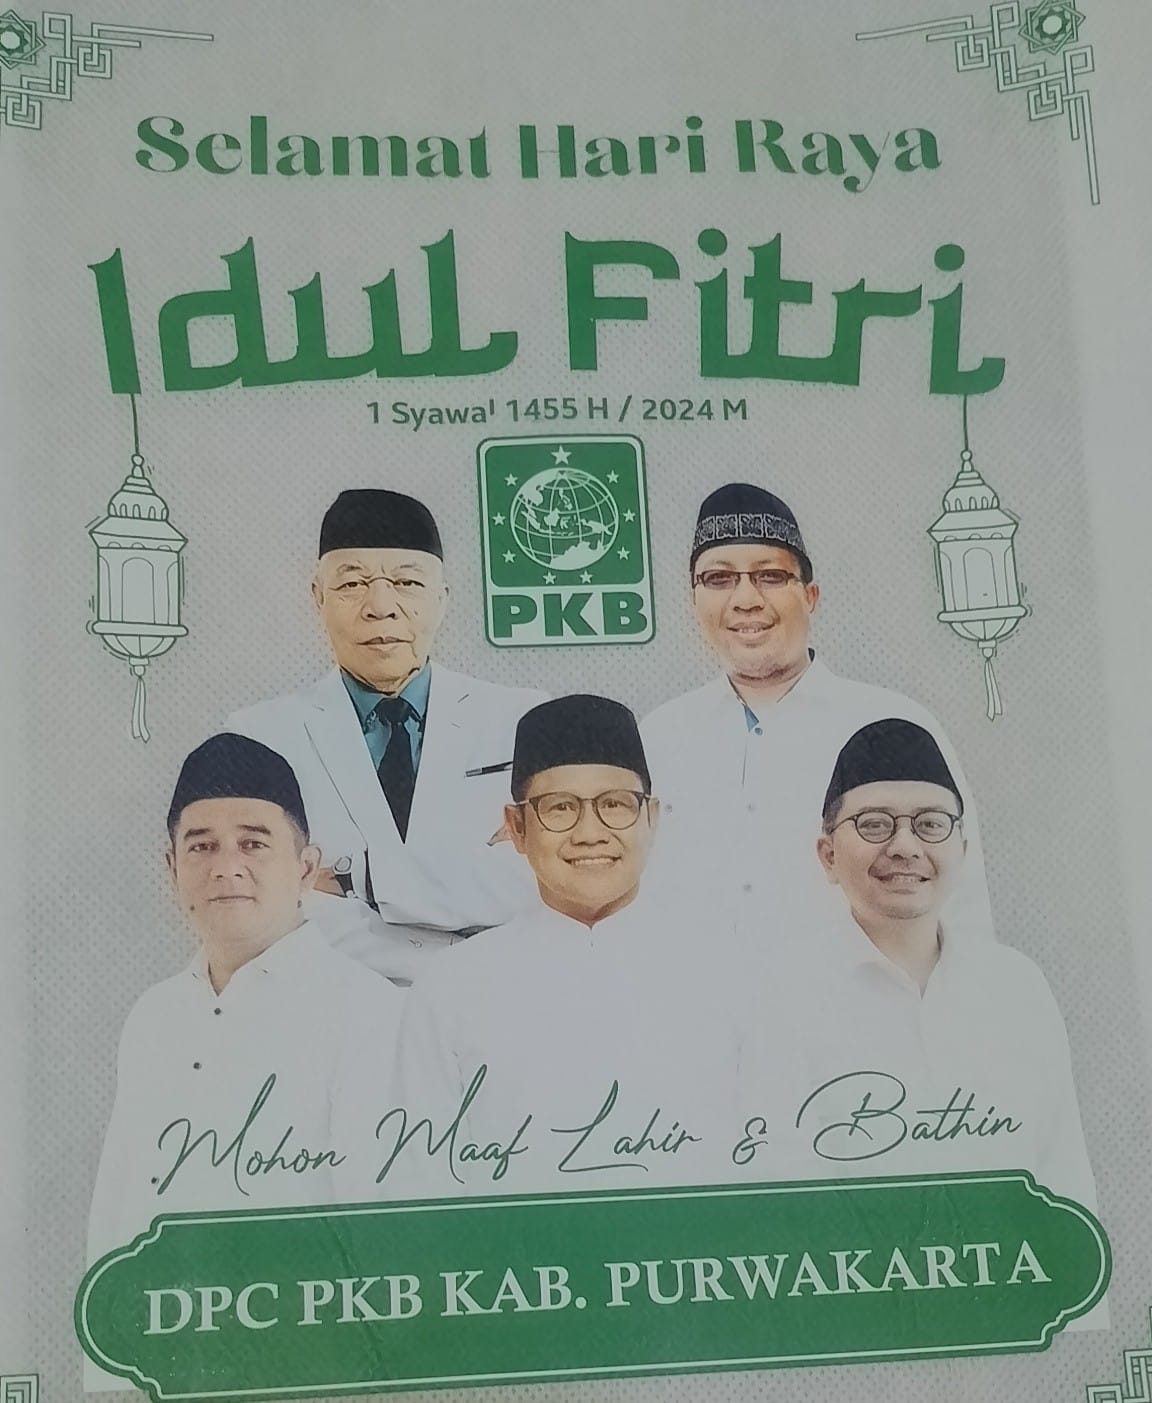 Selamat Hari Raya
Idul Fitri
1 Syawal 1455 H / 2024 M
PKB
Mohon Maaf Lahir & Bathin
DPC PKB KAB. PURWAKARTA